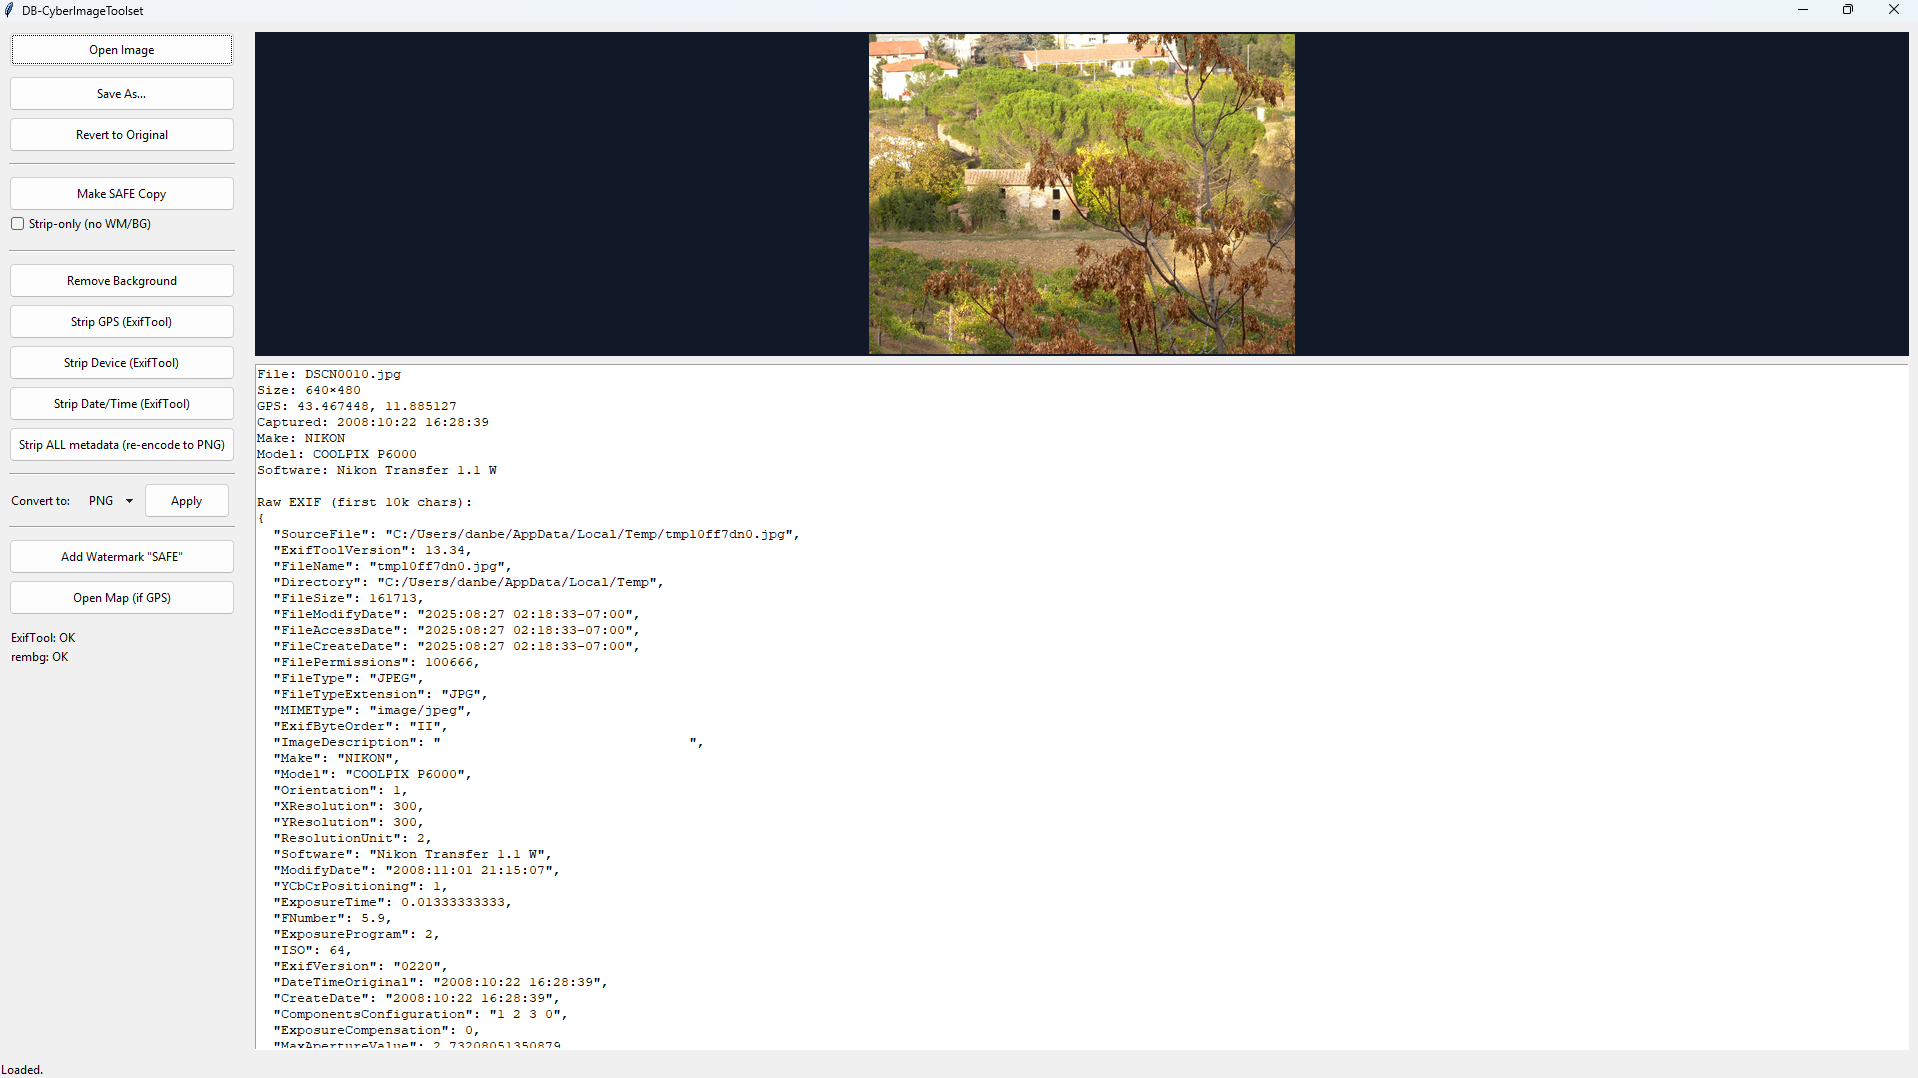 DB-CyberImageToolset
Open Image
Save As...
Revert to Original
Make SAFE Copy
Strip-only (no WM/BG)
Remove Background
Strip GPS (ExifTool)
Strip Device (ExifTool)
Strip Date/Time (ExifTool)
Strip ALL metadata (re-encode to PNG)
Convert to: PNG Apply
Add Watermark "SAFE"
Open Map (if GPS)
ExifTool: OK
rembg: OK
File: DSCN0010.jpg
Size: 640×480
GPS: 43.467448, 11.885127
Captured: 2008:10:22 16:28:39
Make: NIKON
Model: COOLPIX P6000
Software: Nikon Transfer 1.1 W
Raw EXIF (first 10k chars):
{
"SourceFile": "C:/Users/danbe/AppData/Local/Temp/tmpl0ff7dn0.jpg",
"ExifToolVersion": 13.34,
"FileName": "tmpl0ff7dn0.jpg",
"Directory": "C:/Users/danbe/AppData/Local/Temp",
"FileSize": 161713,
"FileModifyDate": "2025:08:27 02:18:33-07:00",
"FileAccessDate": "2025:08:27 02:18:33-07:00",
"FileCreateDate": "2025:08:27 02:18:33-07:00",
"FilePermissions": 100666,
"FileType": "JPEG",
"FileTypeExtension": "JPG",
"MIMEType": "image/jpeg",
"ExifByteOrder": "II",
"ImageDescription": "                               ",
"Make": "NIKON",
"Model": "COOLPIX P6000",
"Orientation": 1,
"XResolution": 300,
"YResolution": 300,
"ResolutionUnit": 2,
"Software": "Nikon Transfer 1.1 W",
"ModifyDate": "2008:11:01 21:15:07",
"YCbCrPositioning": 1,
"ExposureTime": 0.01333333333,
"FNumber": 5.9,
"ExposureProgram": 2,
"ISO": 64,
"ExifVersion": "0220",
"DateTimeOriginal": "2008:10:22 16:28:39",
"CreateDate": "2008:10:22 16:28:39",
"ComponentsConfiguration": "1 2 3 0",
"ExposureCompensation": 0,
"MaxApertureValue": 2.73208051350879
Loaded.